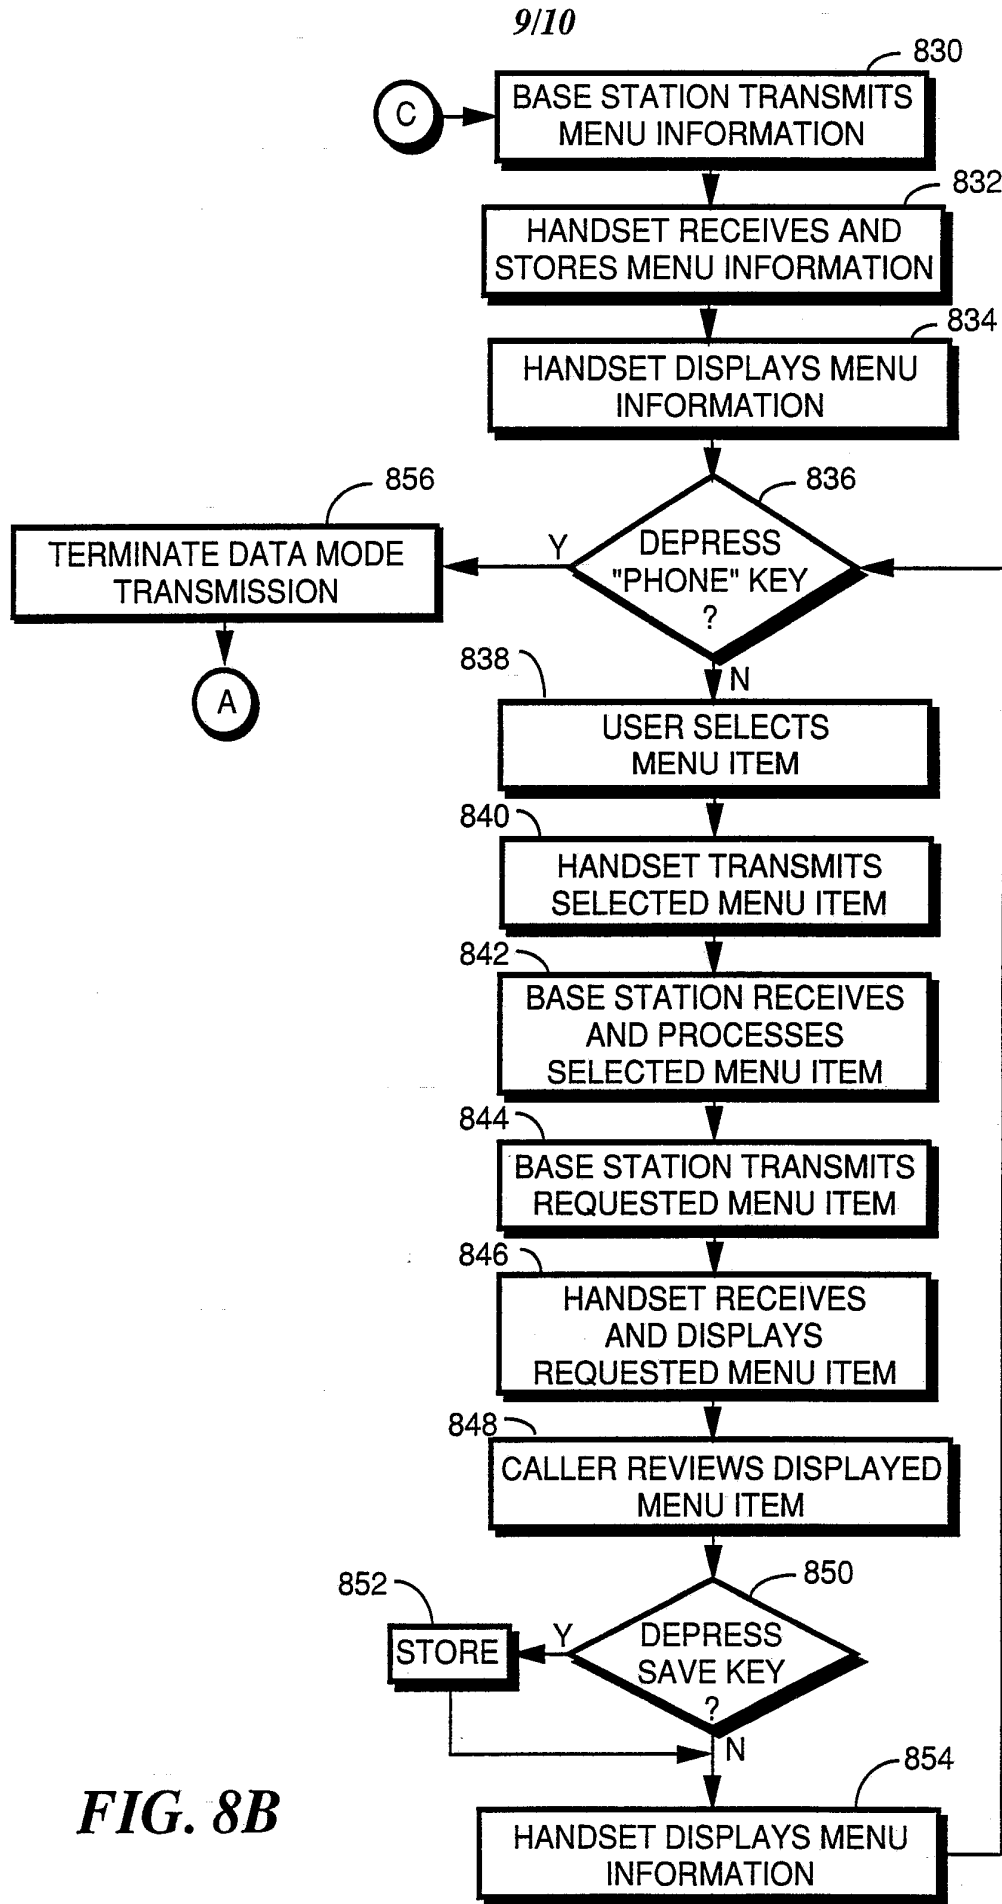 9/10
830
C
BASE STATION TRANSMITS
MENU INFORMATION
832
HANDSET RECEIVES AND
STORES MENU INFORMATION
834
HANDSET DISPLAYS MENU
INFORMATION
856
836
TERMINATE DATA MODE
TRANSMISSION
Y
DEPRESS
"PHONE" KEY
?
A
838
N
USER SELECTS
MENU ITEM
840
HANDSET TRANSMITS
SELECTED MENU ITEM
842
BASE STATION RECEIVES
AND PROCESSES
SELECTED MENU ITEM
844
BASE STATION TRANSMITS
REQUESTED MENU ITEM
846
HANDSET RECEIVES
AND DISPLAYS
REQUESTED MENU ITEM
848
CALLER REVIEWS DISPLAYED
MENU ITEM
852
850
STORE
Y
DEPRESS
SAVE KEY
?
N
854
FIG. 8B
HANDSET DISPLAYS MENU
INFORMATION